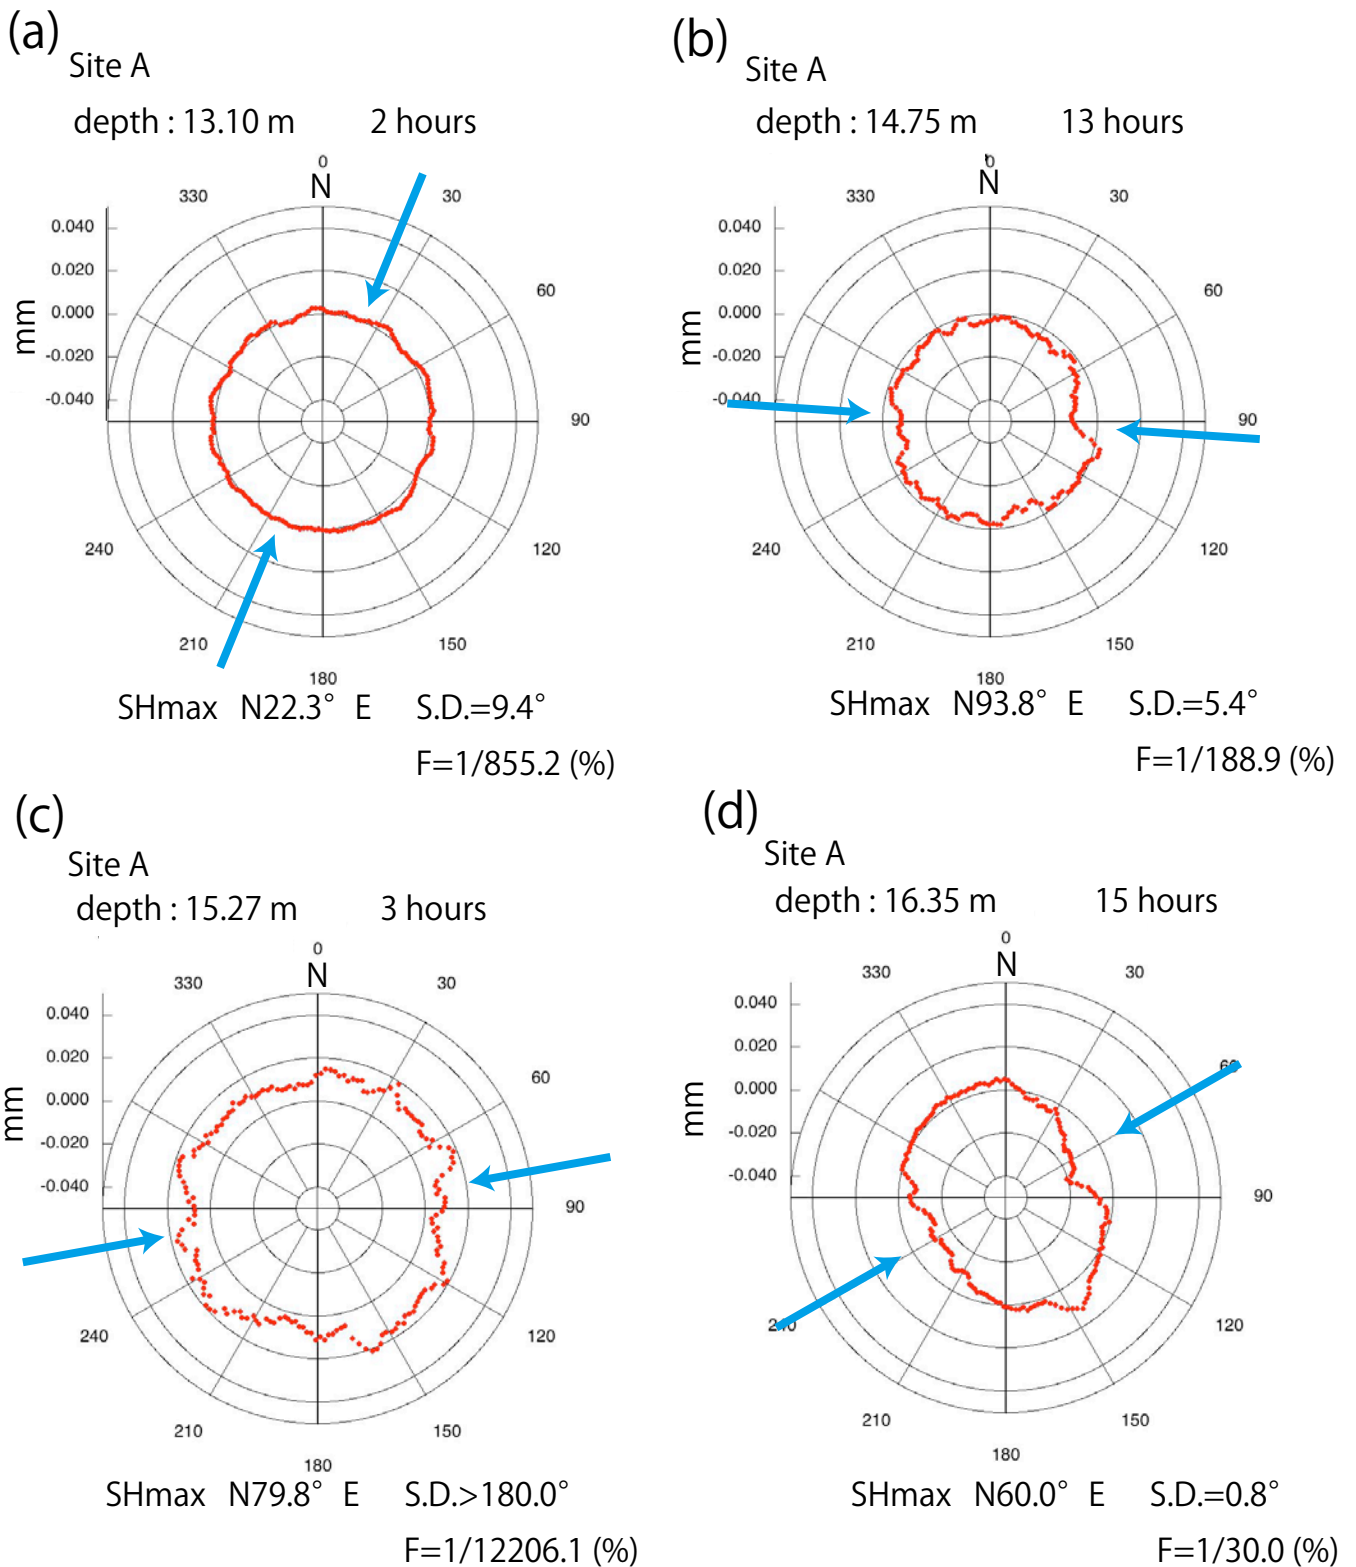 (a)
Site A
depth : 13.10 m 2 hours
0
N
330 30
0.040
0.020
0.000
-0.020
-0.040
mm
60
90
240 120
210 150
180
SHmax N22.3° E S.D.=9.4°
F=1/855.2 (%)
(b)
Site A
depth : 14.75 m 13 hours
0
N
330 30
0.040
0.020
0.000
-0.020
-0.040
mm
60
90
240 120
210 150
180
SHmax N93.8° E S.D.=5.4°
F=1/188.9 (%)
(c)
Site A
depth : 15.27 m 3 hours
0
N
330 30
0.040
0.020
0.000
-0.020
-0.040
mm
60
90
240 120
210 150
180
SHmax N79.8° E S.D.>180.0°
F=1/12206.1 (%)
(d)
Site A
depth : 16.35 m 15 hours
0
N
330 30
0.040
0.020
0.000
-0.020
-0.040
mm
60
90
240 120
210 150
180
SHmax N60.0° E S.D.=0.8°
F=1/30.0 (%)